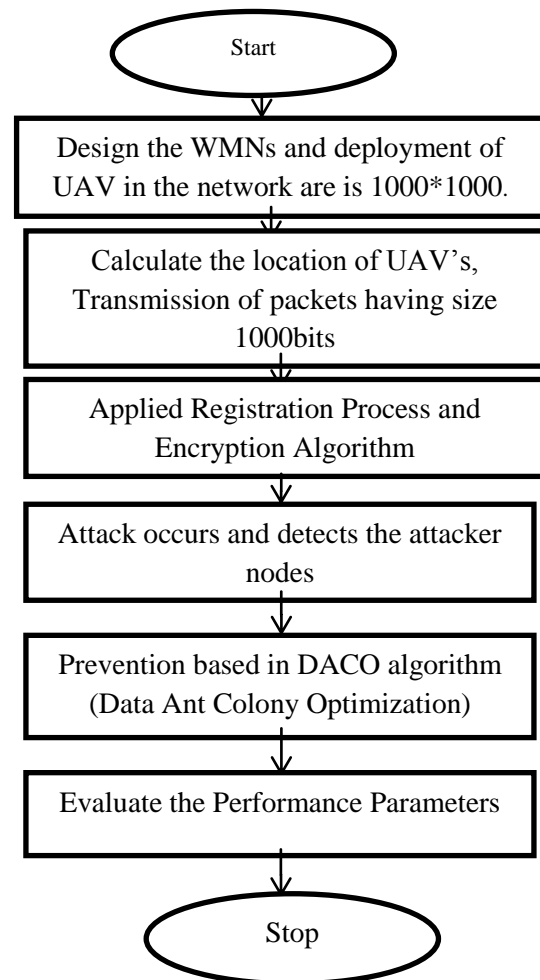 Start
Design the WMNs and deployment of
UAV in the network are is 1000*1000.
Calculate the location of UAV’s,
Transmission of packets having size
1000bits
Applied Registration Process and
Encryption Algorithm
Attack occurs and detects the attacker
nodes
Prevention based in DACO algorithm
(Data Ant Colony Optimization)
Evaluate the Performance Parameters
Stop